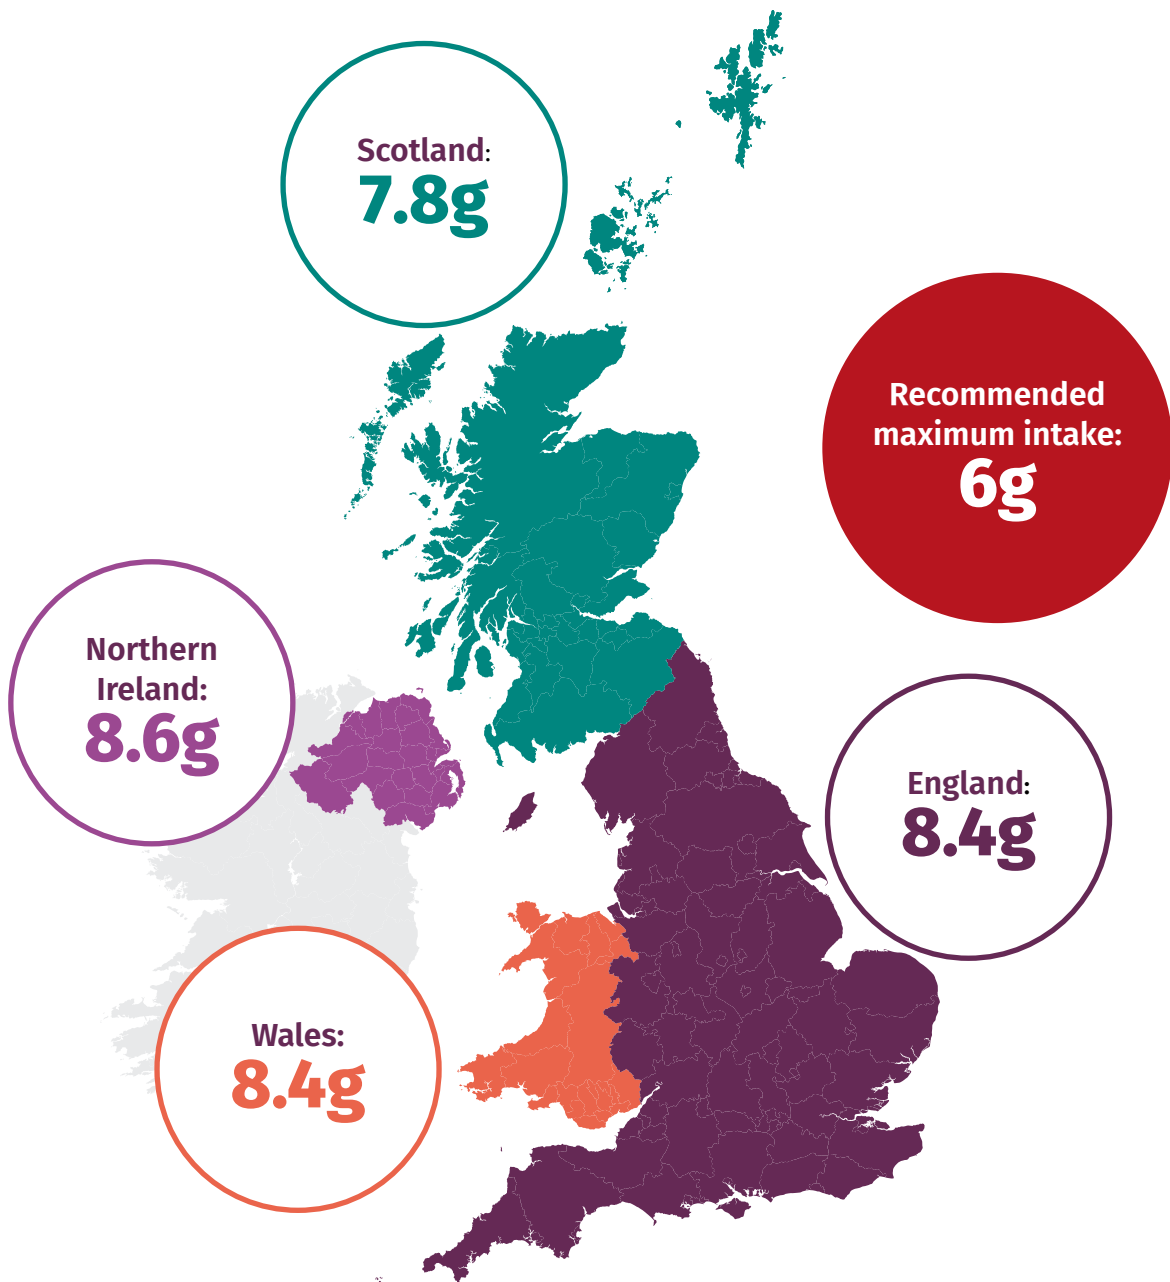 Scotland:
7.8g
Recommended
maximum intake:
6g
Northern
Ireland:
8.6g
England:
8.4g
Wales:
8.4g